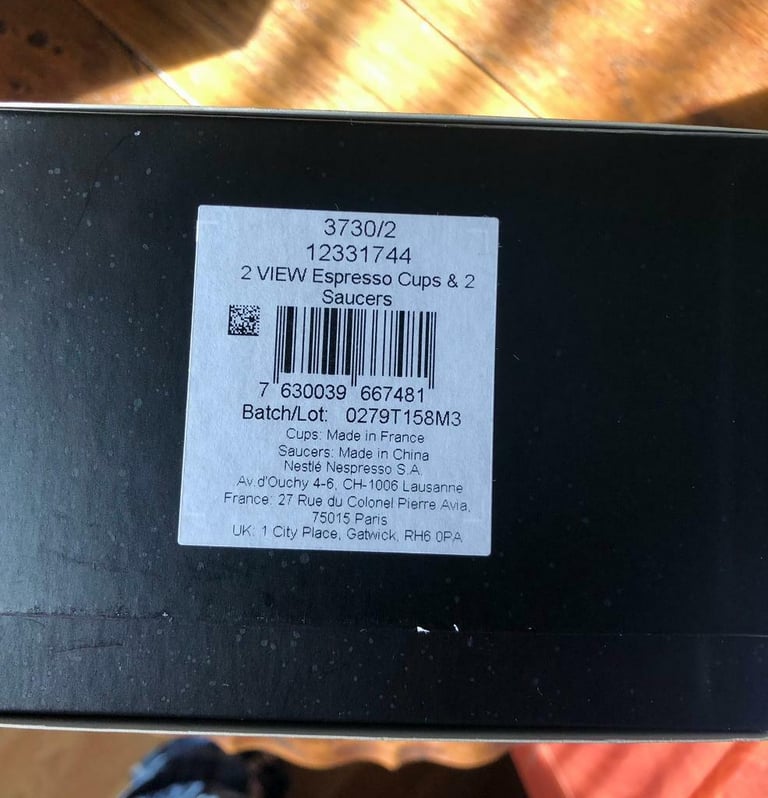 3730/2
12331744
2 VIEW Espresso Cups & 2
Saucers
7 630039 667481
Batch/Lot: 0279T158M3
Cups: Made in France
Saucers: Made in China
Nestlé Nespresso S.A.
Av.d'Ouchy 4-6, CH-1006 Lausanne
France: 27 Rue du Colonel Pierre Avia,
75015 Paris
UK: 1 City Place, Gatwick, RH6 0PA